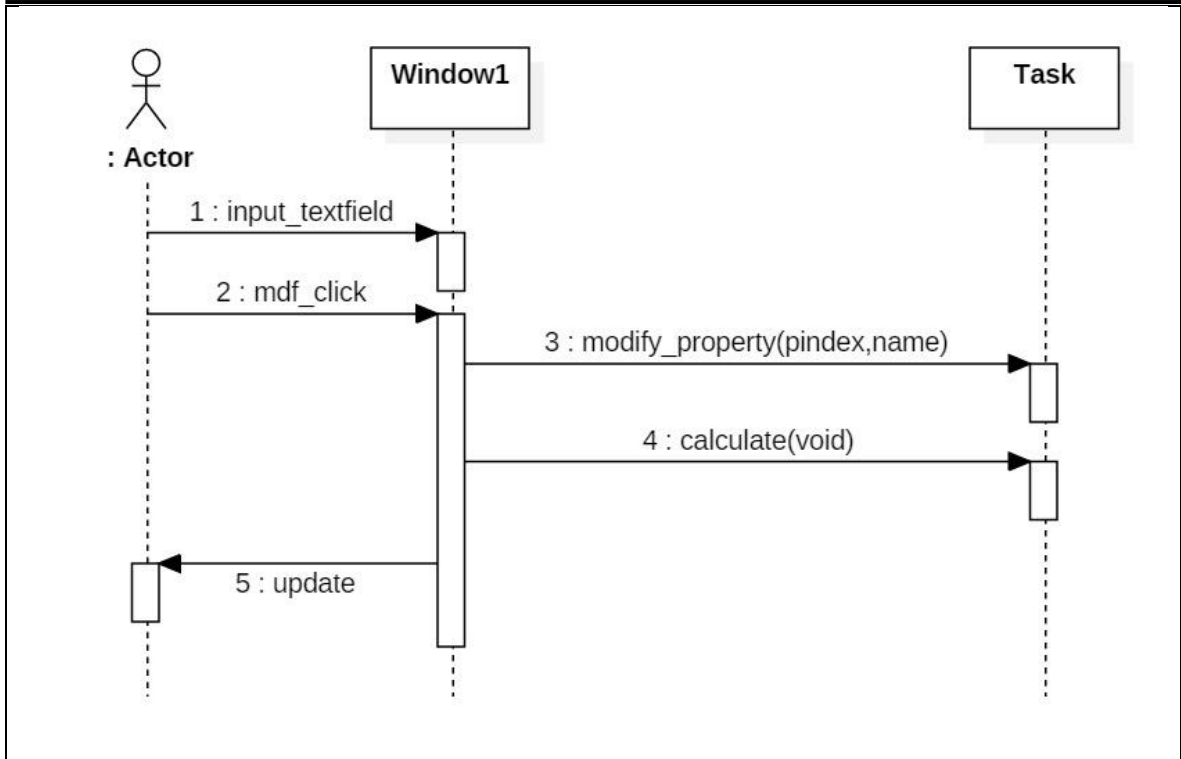 Window1
Task
: Actor
1 : input_textfield
2 : mdf_click
3 : modify_property(pindex,name)
4 : calculate(void)
5 : update